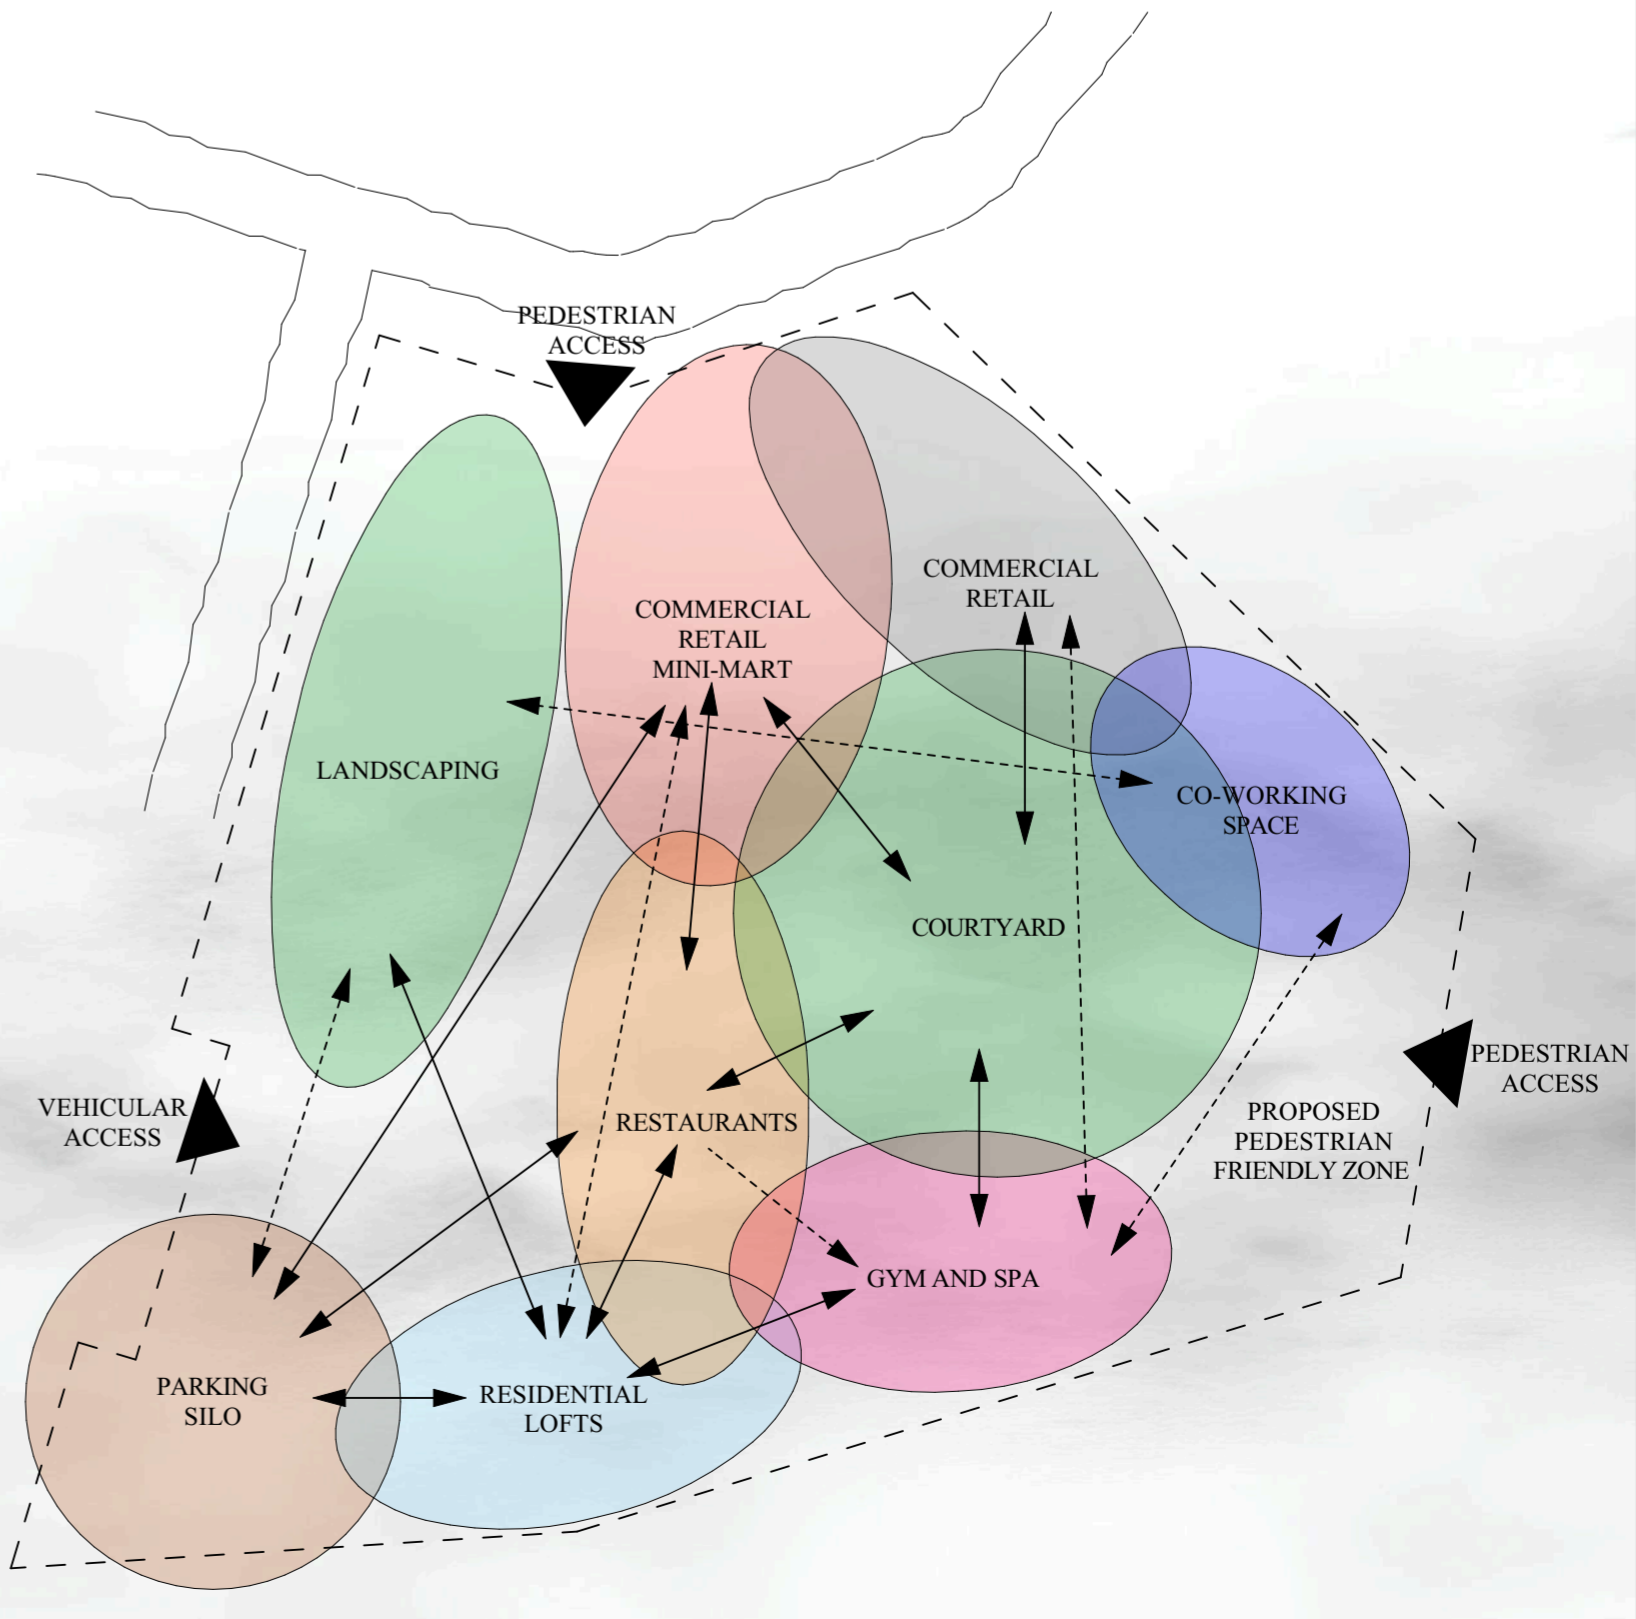 PEDESTRIAN
ACCESS
COMMERCIAL
RETAIL
COMMERCIAL
RETAIL
MINI-MART
LANDSCAPING
CO-WORKING
SPACE
COURTYARD
PEDESTRIAN
ACCESS
VEHICULAR
ACCESS
RESTAURANTS
PROPOSED
PEDESTRIAN
FRIENDLY ZONE
GYM AND SPA
PARKING
SILO
RESIDENTIAL
LOFTS